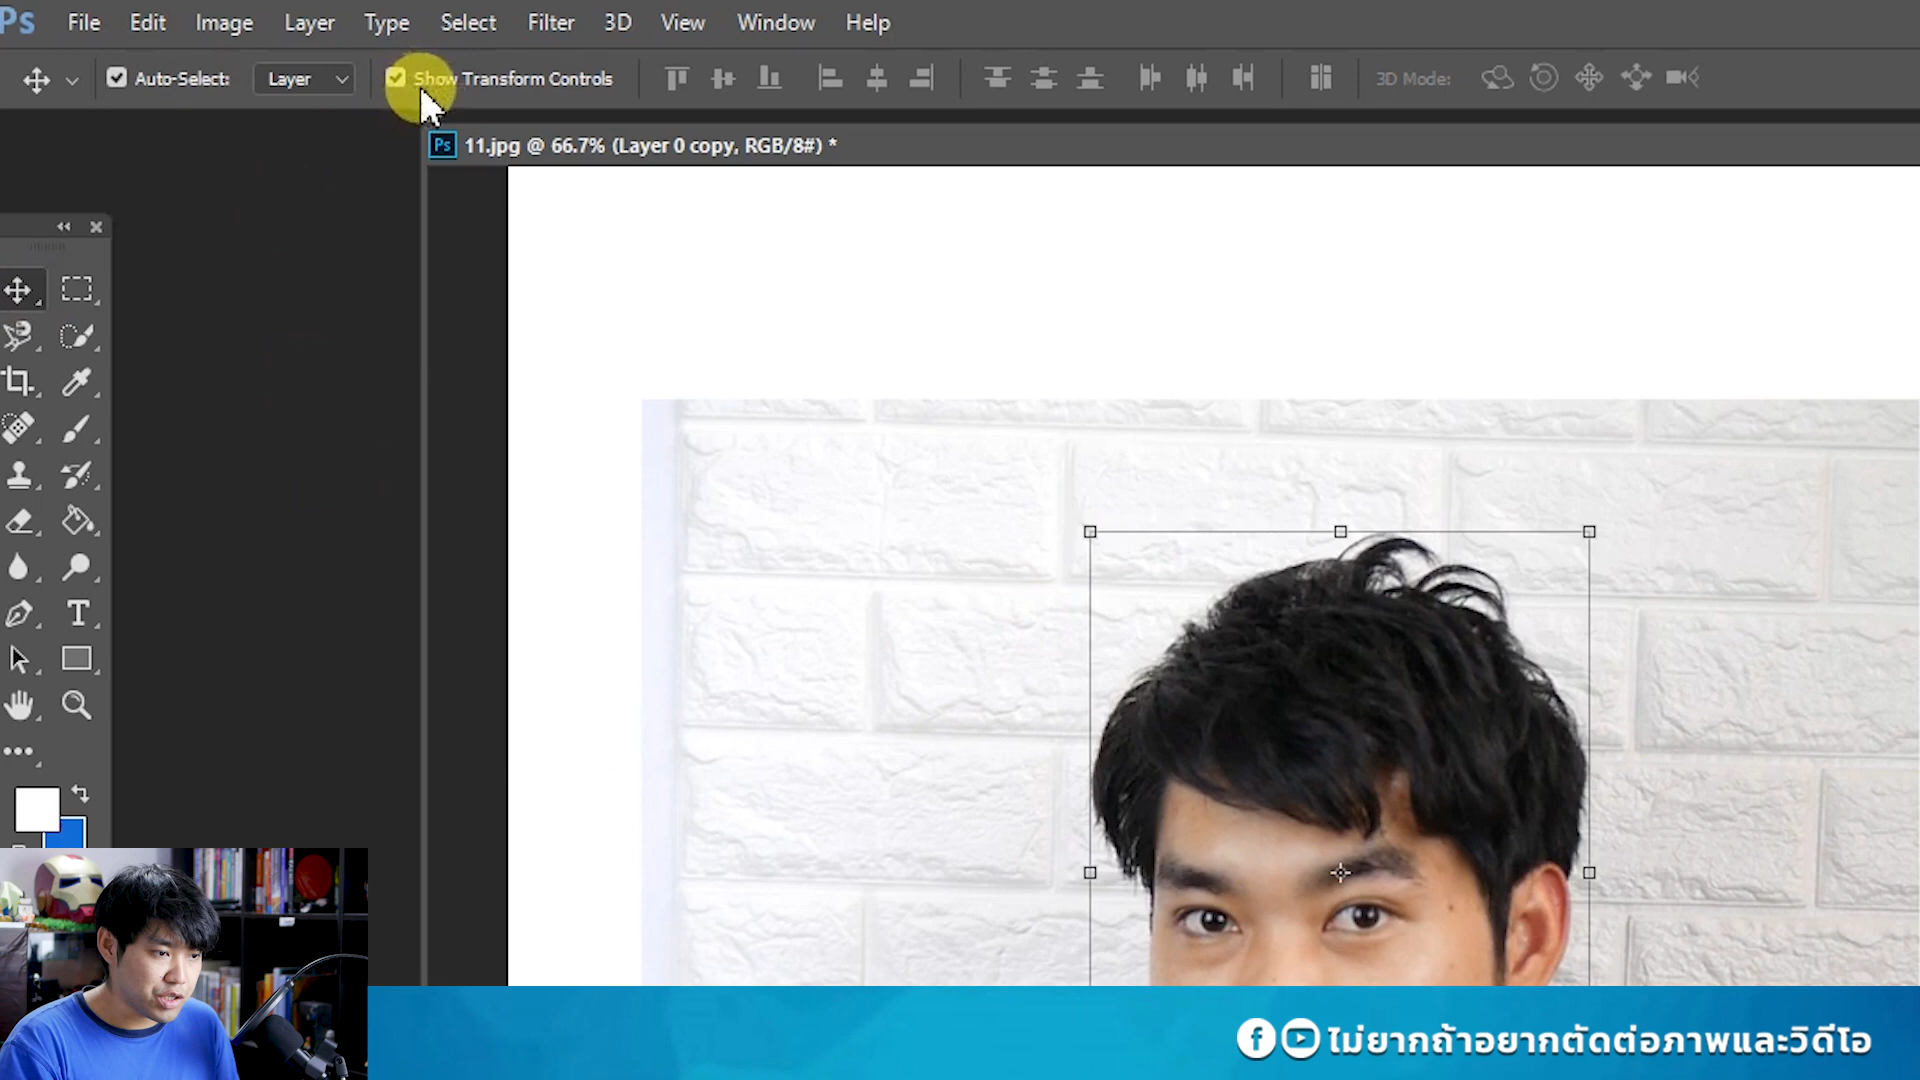 Ps File Edit Image Layer Type Select Filter 3D View Window Help
Auto-Select: Layer Show Transform Controls 3D Mode:
Ps 11.jpg @ 66.7% (Layer 0 copy, RGB/8#) *
T
f ไม่ยากถ้าอยากตัดต่อภาพและวิดีโอ